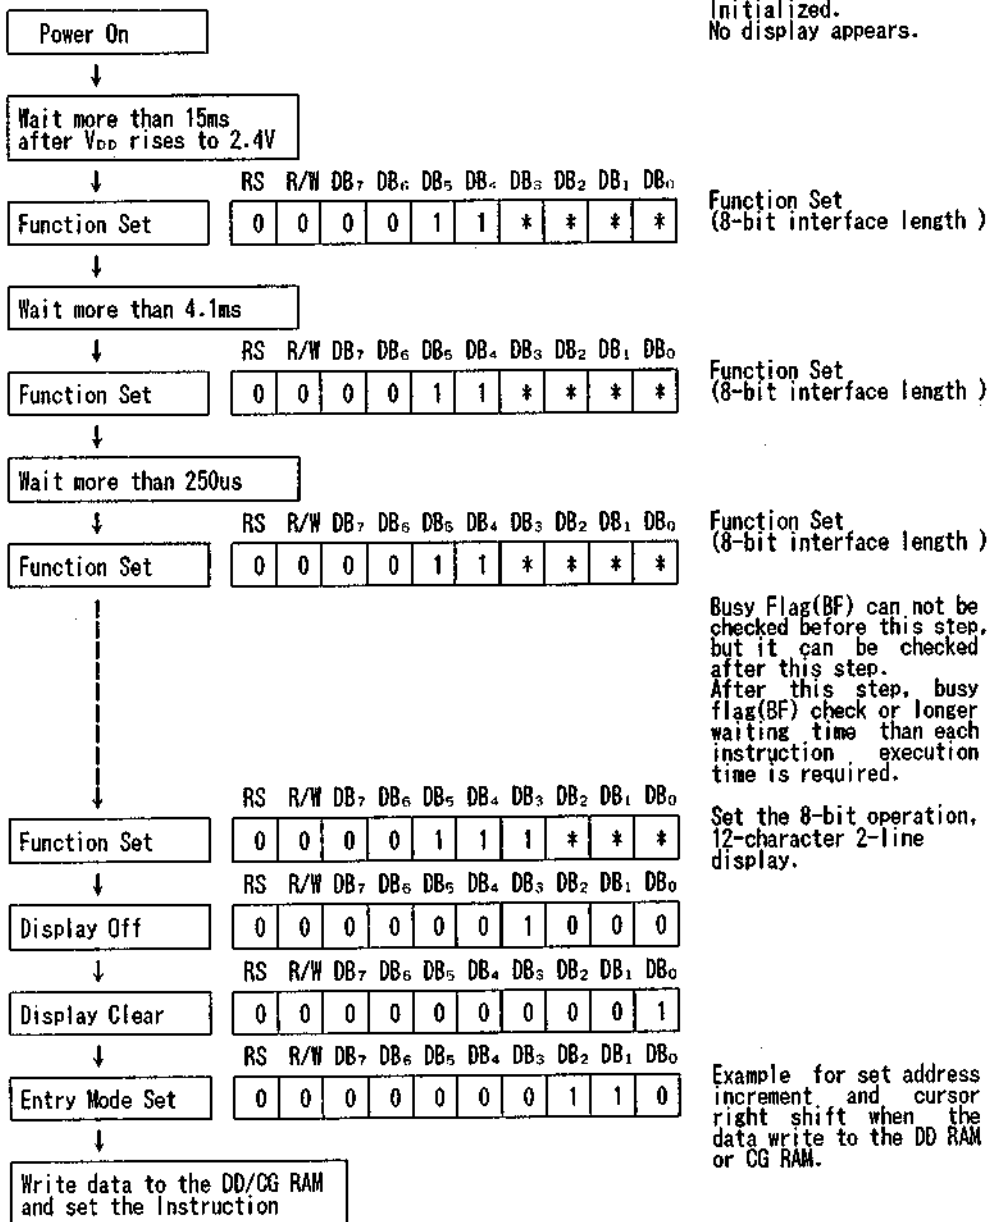 Initialized.
No display appears.
Power On
↓
Wait more than 15ms
after VDD rises to 2.4V
↓
RS R/W DB7 DB6 DB5 DB4 DB3 DB2 DB1 DB0
Function Set 0 0 0 0 1 1 * * * *
Function Set
(8-bit interface length )
↓
Wait more than 4.1ms
↓
RS R/W DB7 DB6 DB5 DB4 DB3 DB2 DB1 DB0
Function Set 0 0 0 0 1 1 * * * *
Function Set
(8-bit interface length )
↓
Wait more than 250us
↓
RS R/W DB7 DB6 DB5 DB4 DB3 DB2 DB1 DB0
Function Set 0 0 0 0 1 1 * * * *
Function Set
(8-bit interface length )
Busy Flag(BF) can not be
checked before this step,
but it can be checked
after this step.
After this step, busy
flag(BF) check or longer
waiting time than each
instruction execution
time is required.
↓
RS R/W DB7 DB6 DB5 DB4 DB3 DB2 DB1 DB0
Function Set 0 0 0 0 1 1 1 * * *
Set the 8-bit operation,
12-character 2-line
display.
↓
RS R/W DB7 DB6 DB5 DB4 DB3 DB2 DB1 DB0
Display Off 0 0 0 0 0 0 1 0 0 0
↓
RS R/W DB7 DB6 DB5 DB4 DB3 DB2 DB1 DB0
Display Clear 0 0 0 0 0 0 0 0 0 1
↓
RS R/W DB7 DB6 DB5 DB4 DB3 DB2 DB1 DB0
Entry Mode Set 0 0 0 0 0 0 0 1 1 0
Example for set address
increment and cursor
right shift when the
data write to the DD RAM
or CG RAM.
↓
Write data to the DD/CG RAM
and set the Instruction